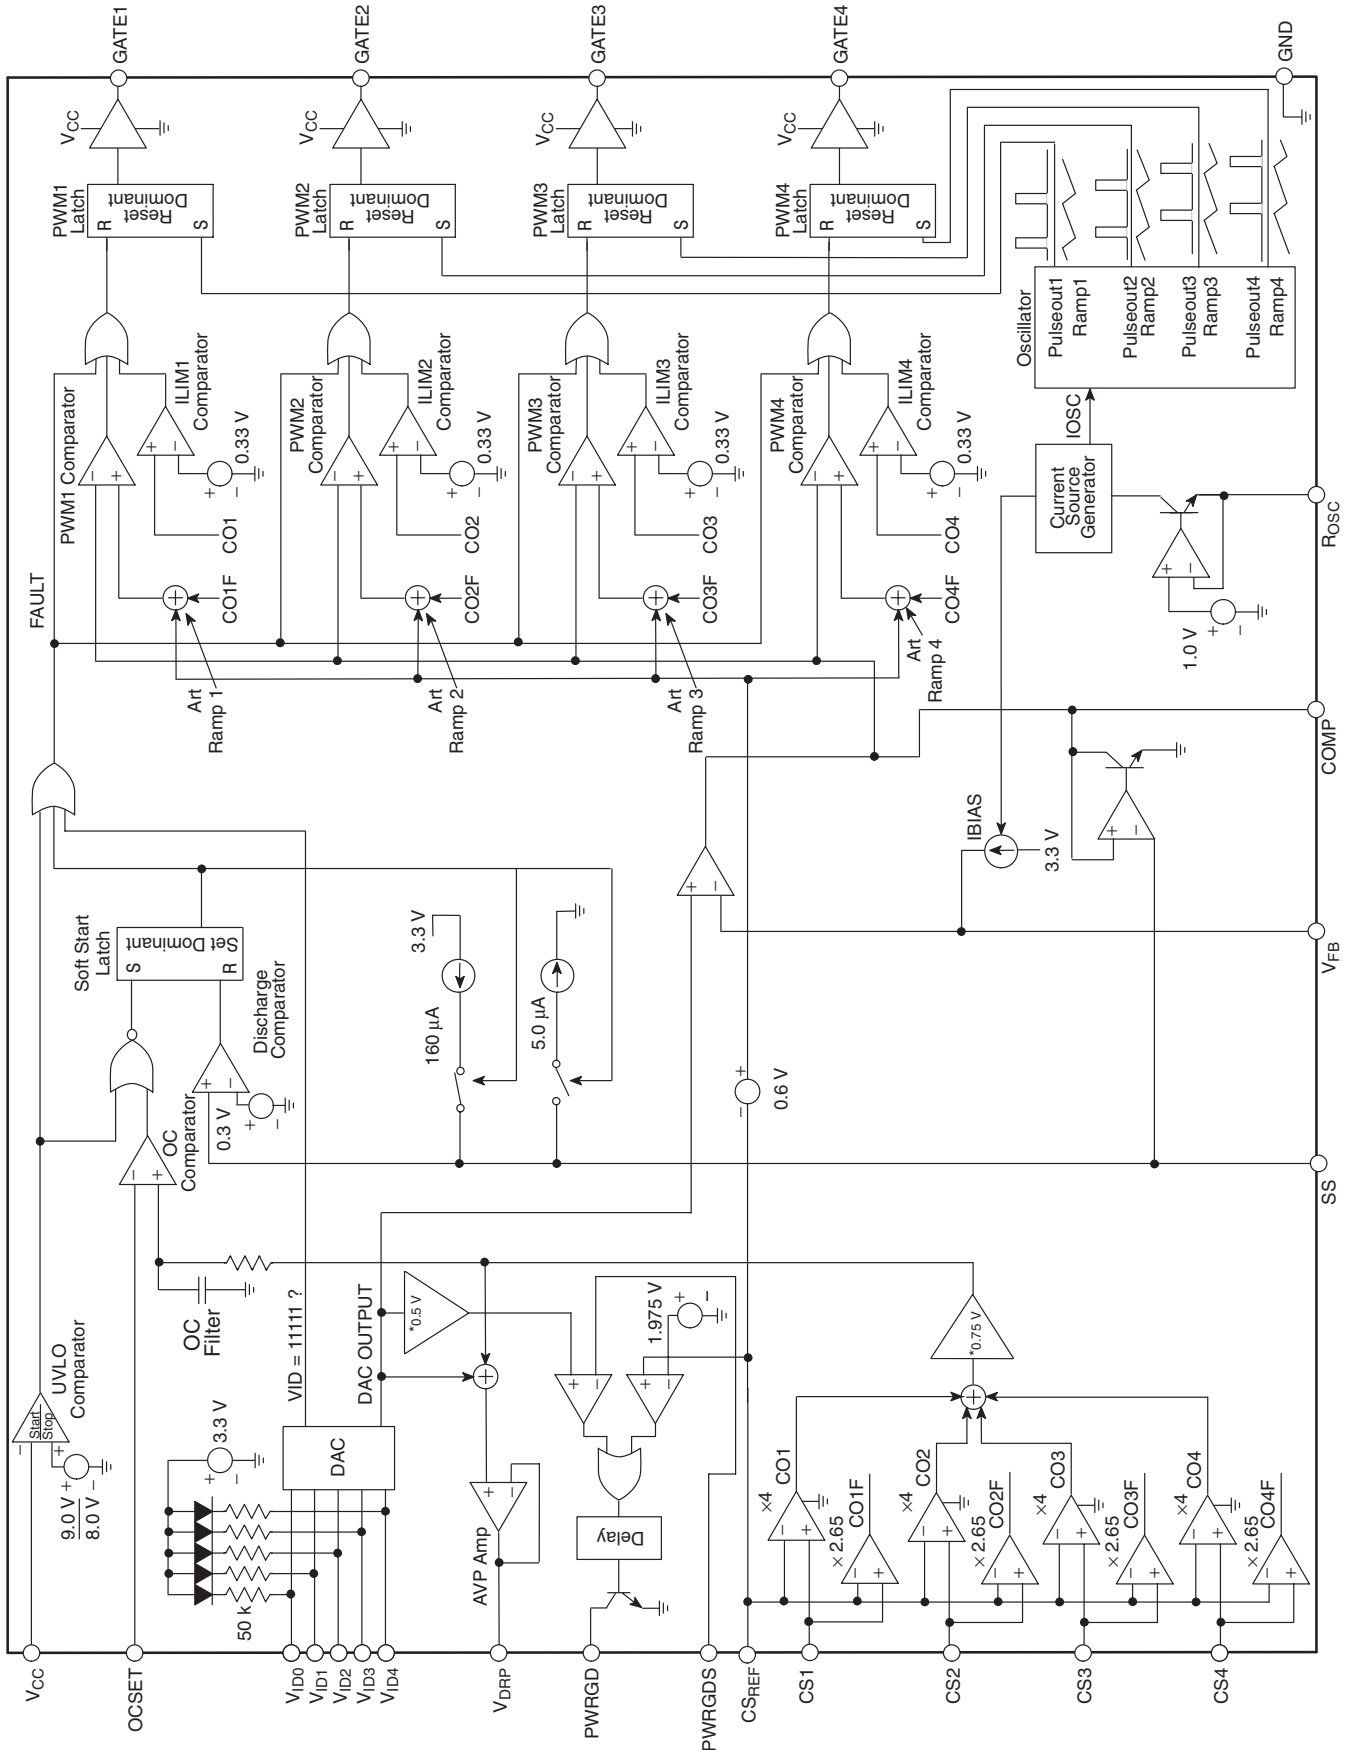 GATE1
GATE2
GATE3
GATE4
GND
VCC
VCC
VCC
VCC
PWM1
Latch
R
S
Reset
Dominant
PWM2
Latch
R
S
Reset
Dominant
PWM3
Latch
R
S
Reset
Dominant
PWM4
Latch
R
S
Reset
Dominant
Oscillator
Pulseout1
Ramp1
Pulseout2
Ramp2
Pulseout3
Ramp3
Pulseout4
Ramp4
FAULT
PWM1 Comparator
− +
ILIM1
Comparator
+ −
0.33 V
+ −
CO1
CO1F
+
Art
Ramp 1
PWM2
Comparator
− +
ILIM2
Comparator
+ −
0.33 V
+ −
CO2
CO2F
+
Art
Ramp 2
PWM3
Comparator
− +
ILIM3
Comparator
+ −
0.33 V
+ −
CO3
CO3F
+
Art
Ramp 3
PWM4
Comparator
− +
ILIM4
Comparator
+ −
0.33 V
+ −
CO4
CO4F
+
Art
Ramp 4
IOSC
Current
Source
Generator
+ −
1.0 V
+ −
ROSC
COMP
IBIAS
3.3 V
+ −
+ −
VFB
Soft Start
Latch
S
R
Set Dominant
Discharge
Comparator
+ −
0.3 V
+ −
OC
Comparator
− +
3.3 V
160 μA
5.0 μA
− +
0.6 V
SS
OC
Filter
UVLO
Comparator
Start
Stop
− +
9.0 V
8.0 V
+ −
3.3 V
+ −
50 k
VID = 11111 ?
DAC OUTPUT
DAC
*0.5 V
+
1.975 V
+ −
+ −
+ −
AVP Amp
+ −
Delay
*0.75 V
+
CO1
×4
− +
CO1F
× 2.65
− +
CO2
×4
− +
CO2F
× 2.65
− +
CO3
×4
− +
CO3F
× 2.65
− +
CO4
×4
− +
CO4F
× 2.65
− +
VCC
OCSET
VID0
VID1
VID2
VID3
VID4
VDRP
PWRGD
PWRGDS
CSREF
CS1
CS2
CS3
CS4